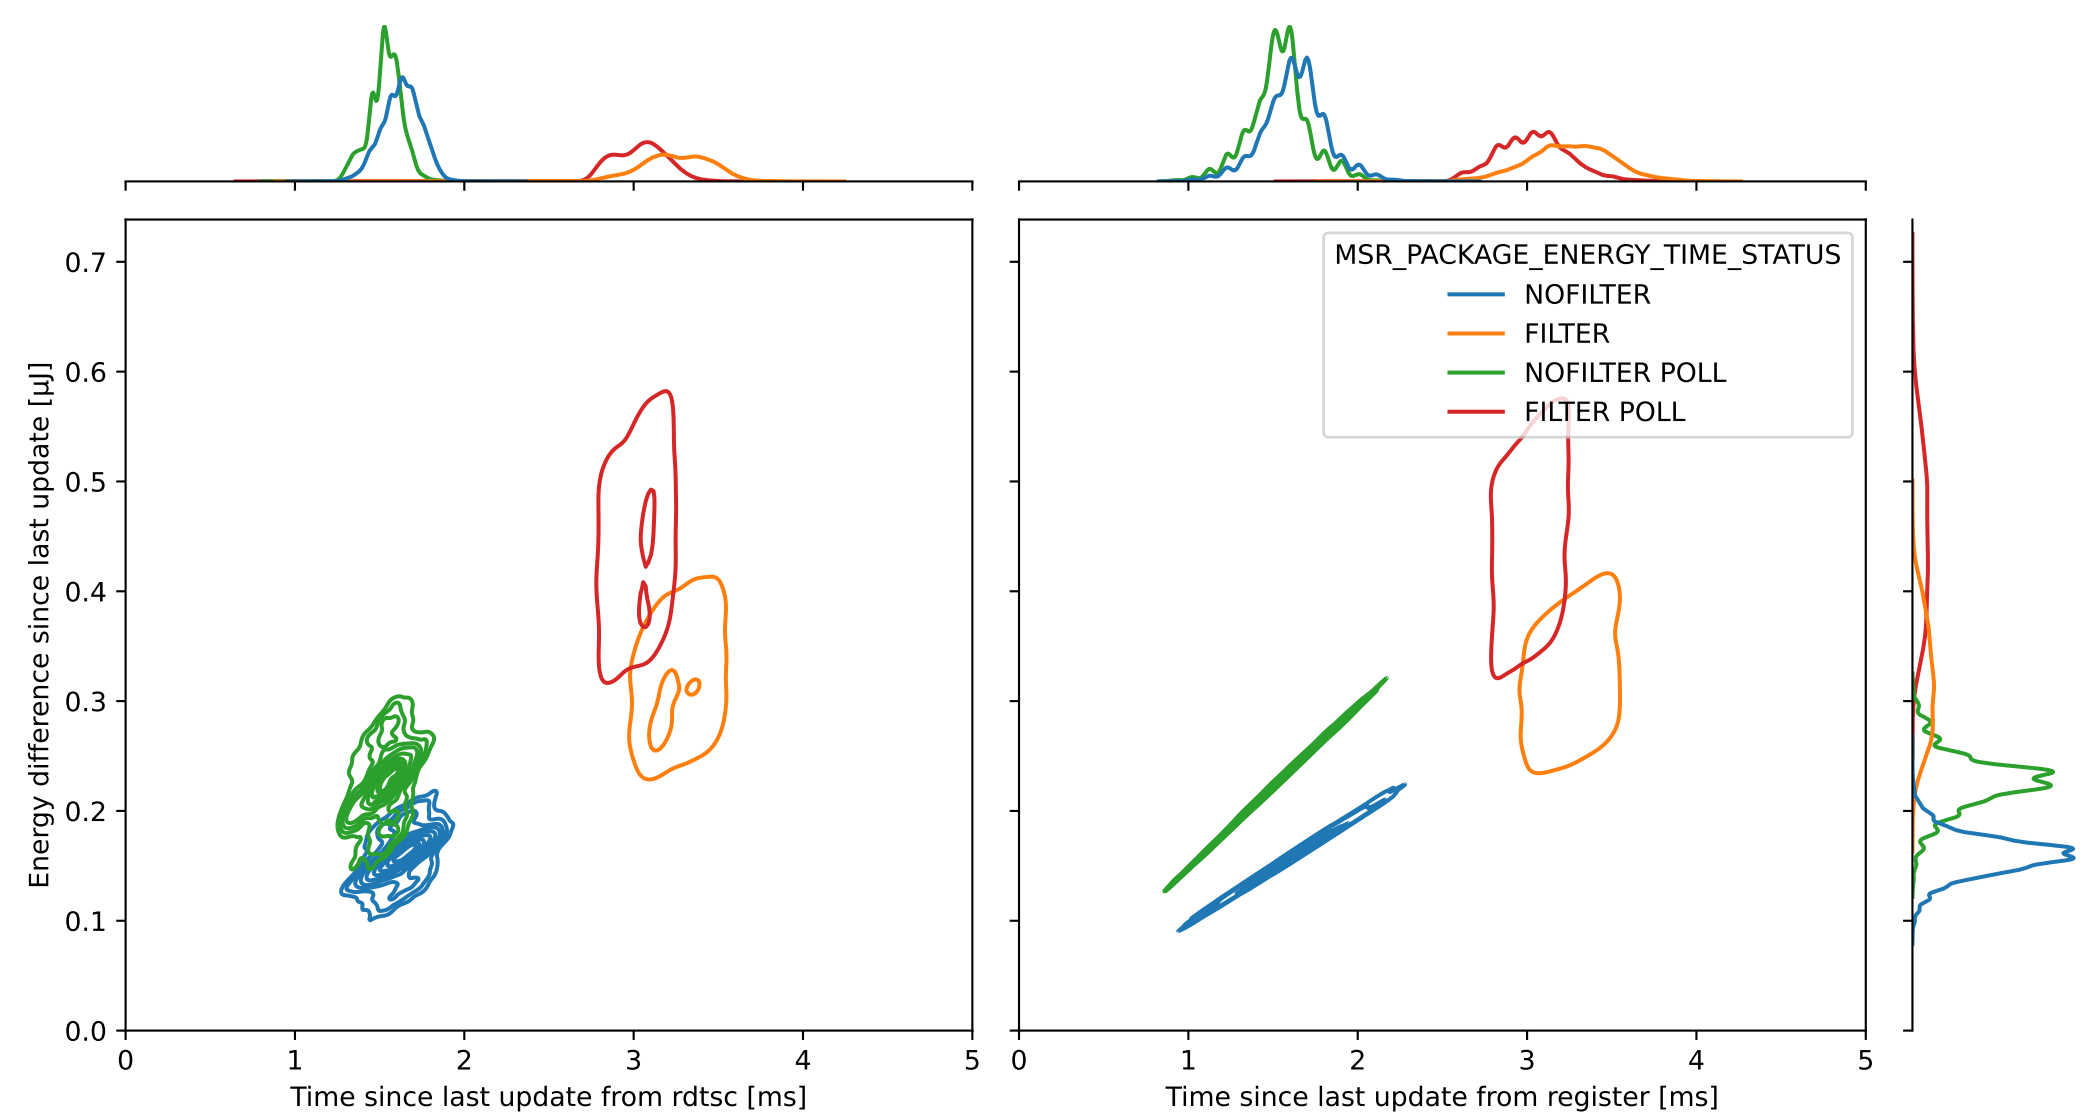 MSR_PACKAGE_ENERGY_TIME_STATUS
NOFILTER
FILTER
NOFILTER POLL
FILTER POLL
Energy difference since last update [µJ]
0.7
0.6
0.5
0.4
0.3
0.2
0.1
0.0
0 1 2 3 4 5
0 1 2 3 4 5
Time since last update from rdtsc [ms]
Time since last update from register [ms]